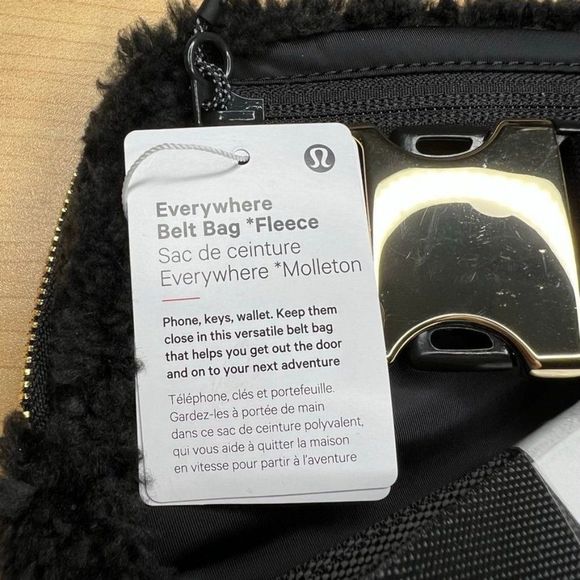 Everywhere
Belt Bag *Fleece
Sac de ceinture
Everywhere *Molleton
Phone, keys, wallet. Keep them
close in this versatile belt bag
that helps you get out the door
and on to your next adventure
Téléphone, clés et portefeuille.
Gardez-les à portée de main
dans ce sac de ceinture polyvalent,
qui vous aide à quitter la maison
en vitesse pour partir à l'aventure